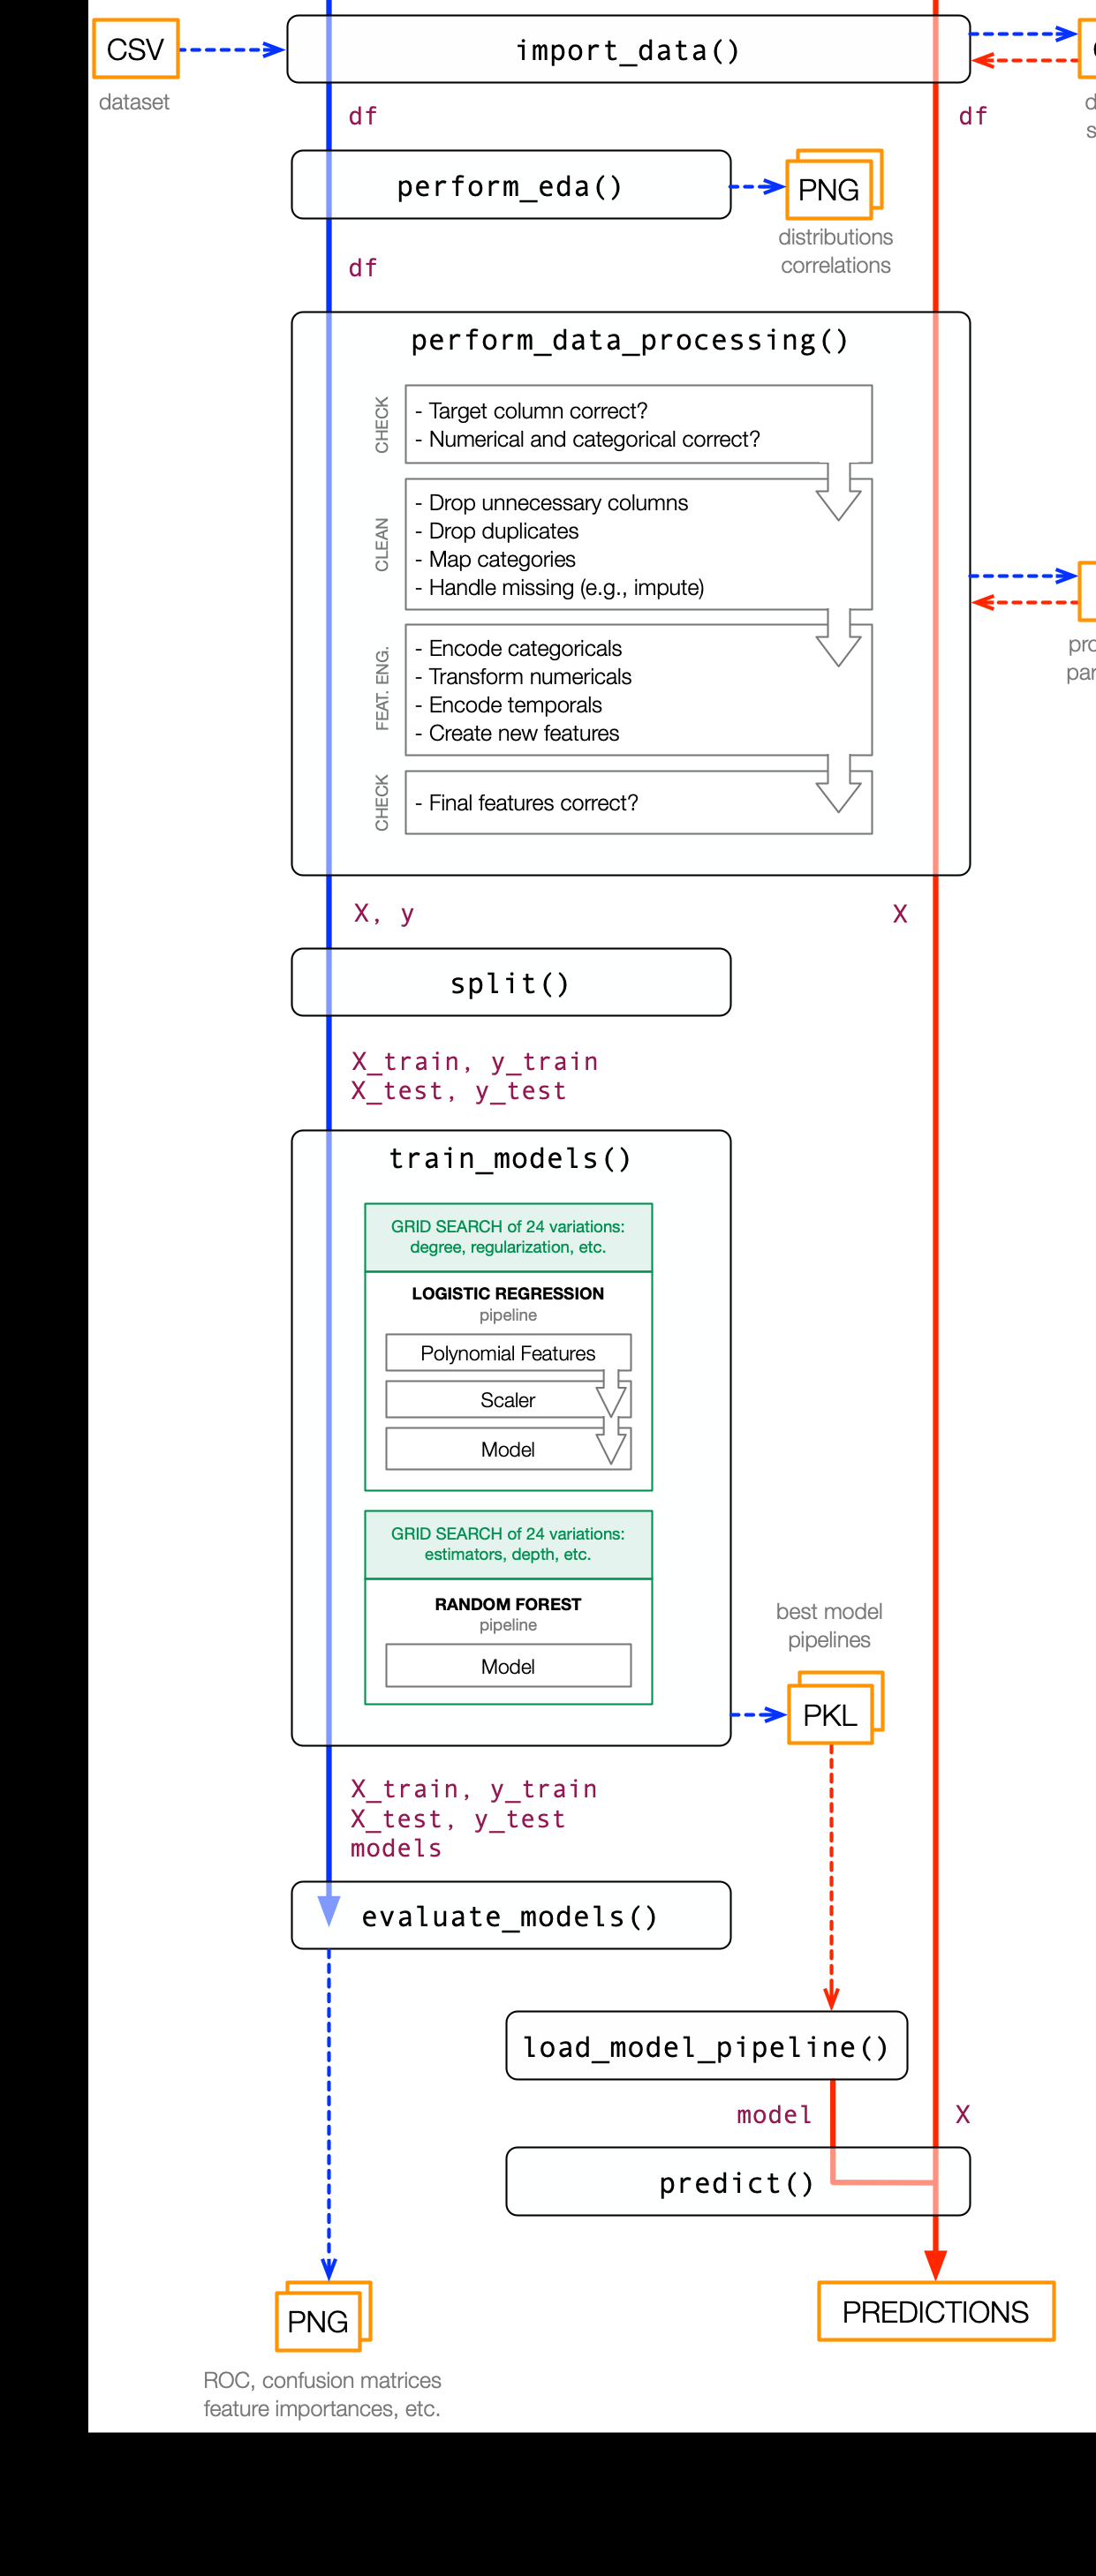 CSV
dataset
import_data()
df
df
perform_eda()
PNG
distributions
correlations
df
perform_data_processing()
CHECK
- Target column correct?
- Numerical and categorical correct?
CLEAN
- Drop unnecessary columns
- Drop duplicates
- Map categories
- Handle missing (e.g., impute)
FEAT. ENG.
- Encode categoricals
- Transform numericals
- Encode temporals
- Create new features
CHECK
- Final features correct?
X, y
X
split()
X_train, y_train
X_test, y_test
train_models()
GRID SEARCH of 24 variations:
degree, regularization, etc.
LOGISTIC REGRESSION
pipeline
Polynomial Features
Scaler
Model
GRID SEARCH of 24 variations:
estimators, depth, etc.
RANDOM FOREST
pipeline
Model
best model
pipelines
PKL
X_train, y_train
X_test, y_test
models
evaluate_models()
load_model_pipeline()
model
X
predict()
PNG
ROC, confusion matrices
feature importances, etc.
PREDICTIONS